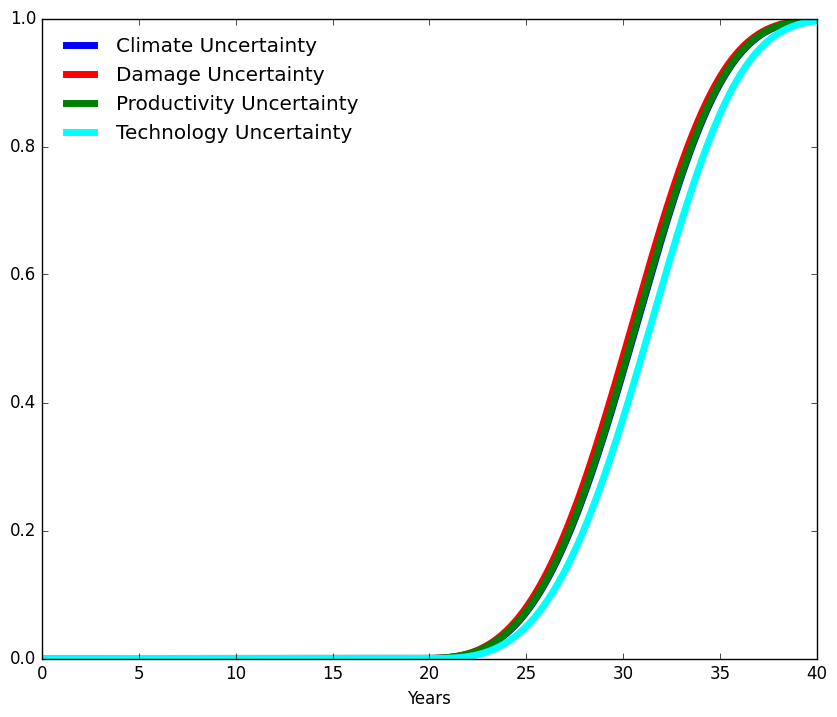 1.0
Climate Uncertainty
Damage Uncertainty
Productivity Uncertainty
Technology Uncertainty
0.8
0.6
0.4
0.2
0.0
0 5 10 15 20 25 30 35 40
Years